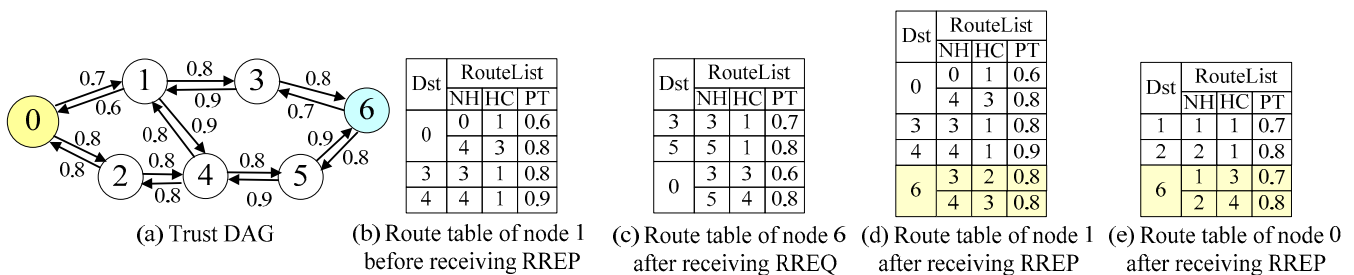 0.7
0.6
0.8
0.9
0.8
0.7
0.8
0.9
0.8
0.8
0.8
0.8
0.8
0.9
0.9
0.8
0
1
2
3
4
5
6
(a) Trust DAG
Dst RouteList
NH HC PT
0 0 1 0.6
4 3 0.8
3 3 1 0.8
4 4 1 0.9
(b) Route table of node 1
before receiving RREP
Dst RouteList
NH HC PT
3 3 1 0.7
5 5 1 0.8
0 3 3 0.6
5 4 0.8
(c) Route table of node 6
after receiving RREQ
Dst RouteList
NH HC PT
0 0 1 0.6
4 3 0.8
3 3 1 0.8
4 4 1 0.9
6 3 2 0.8
4 3 0.8
(d) Route table of node 1
after receiving RREP
Dst RouteList
NH HC PT
1 1 1 0.7
2 2 1 0.8
6 1 3 0.7
2 4 0.8
(e) Route table of node 0
after receiving RREP